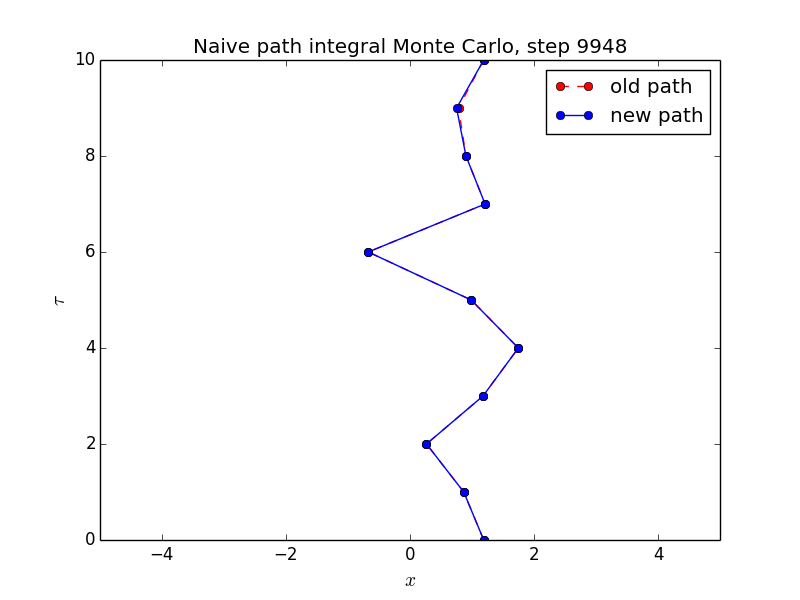 Naive path integral Monte Carlo, step 9948
old path
new path
10
8
6
4
2
0
τ
−4
−2
0
2
4
x